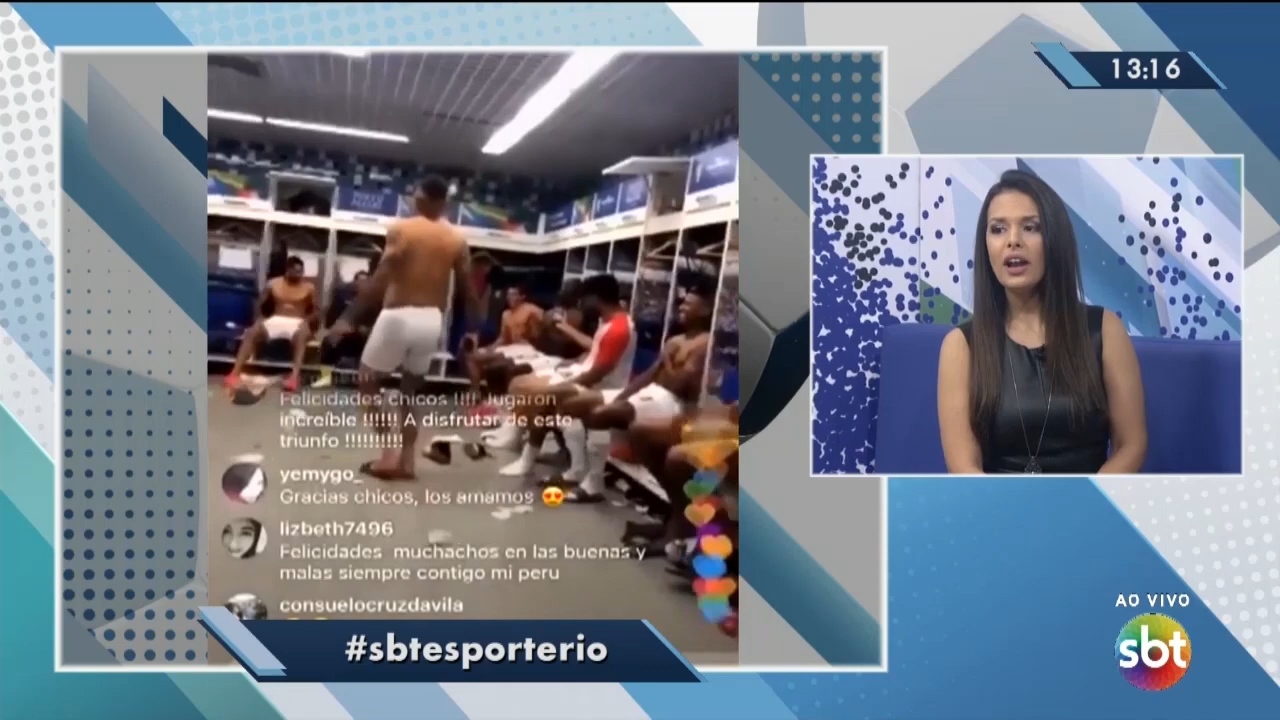 13:16
Felicidades chicos !!!! Jugaron
increíble !!!!!! A disfrutar de esto
triunfo !!!!!!!!!!
yemygo_
Gracias chicos, los amamos 😍
lizbeth7496
Felicidades muchachos en las buenas y
malas siempre contigo mi peru
consuelocruzdavila
#sbtesporterio
AO VIVO
sbt